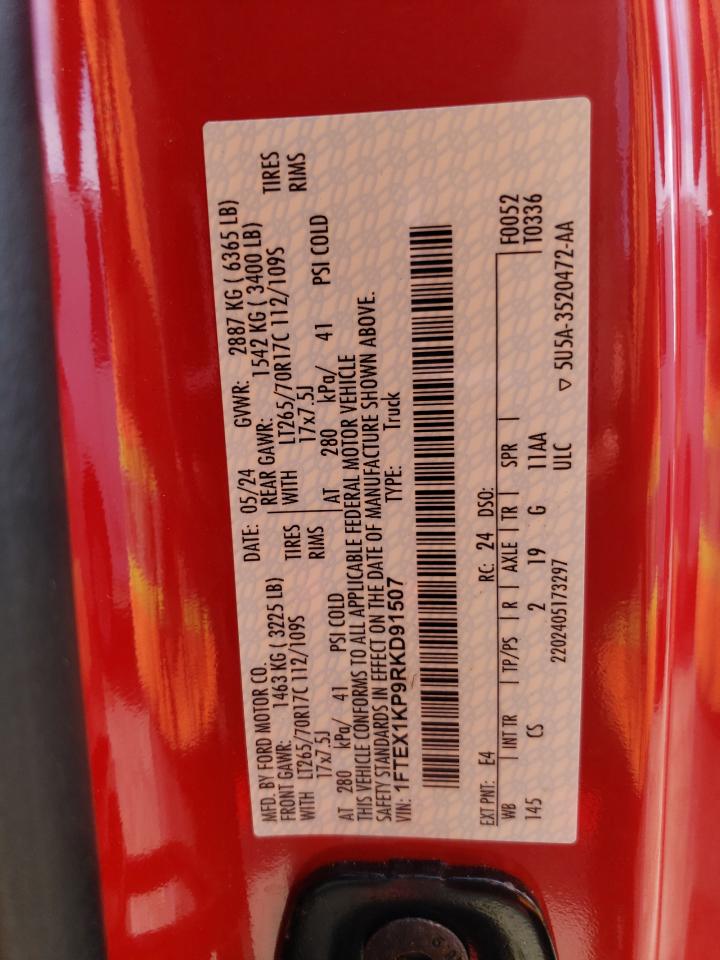 MFD. BY FORD MOTOR CO.
DATE: 05/24 GVWR: 2887 KG ( 6365 LB)
FRONT GAWR: 1463 KG ( 3225 LB) REAR GAWR: 1542 KG ( 3400 LB)
WITH LT265/70R17C 112/109S TIRES WITH LT265/70R17C 112/109S TIRES
17x7.5J RIMS 17x7.5J RIMS
AT 280 kPa/ 41 PSI COLD AT 280 kPa/ 41 PSI COLD
THIS VEHICLE CONFORMS TO ALL APPLICABLE FEDERAL MOTOR VEHICLE
SAFETY STANDARDS IN EFFECT ON THE DATE OF MANUFACTURE SHOWN ABOVE.
VIN: 1FTEX1KP9RKD91507 TYPE: Truck
EXT PNT: E4 RC: 24 DSO: F0052
WB INT TR TP/PS R AXLE TR SPR T0336
145 CS 2 19 G 11AA
2202405173297 ULC ▽ 5U5A-3520472-AA